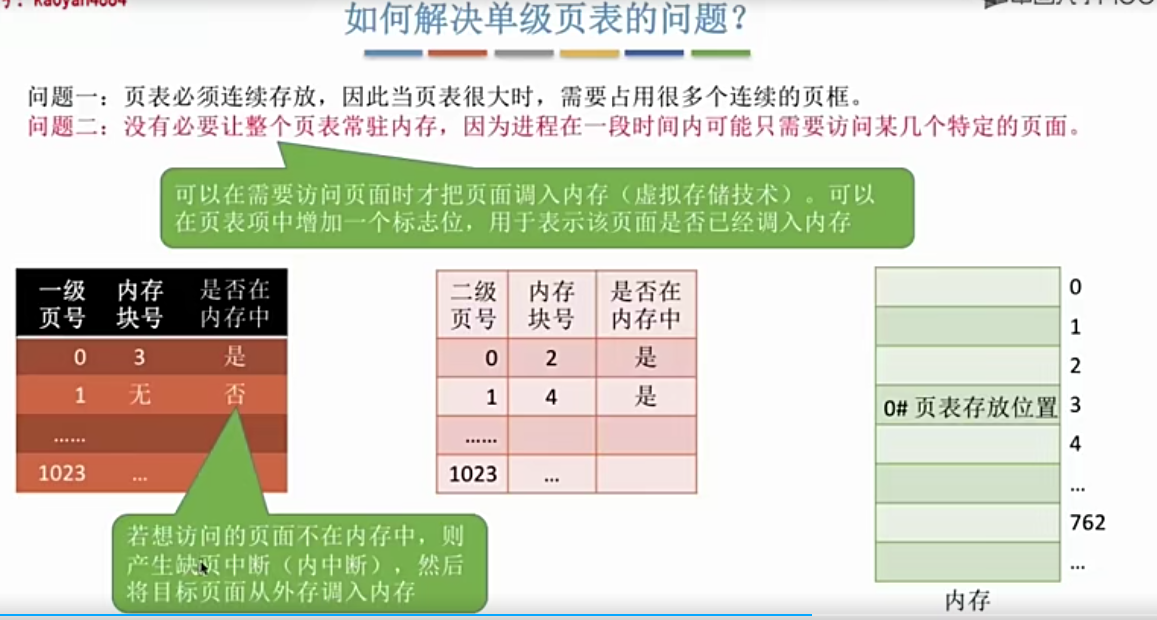 如何解决单级页表的问题?
问题一：页表必须连续存放，因此当页表很大时，需要占用很多个连续的页框。
问题二：没有必要让整个页表常驻内存，因为进程在一段时间内可能只需要访问某几个特定的页面。
可以在需要访问页面时才把页面调入内存（虚拟存储技术）。可以
在页表项中增加一个标志位，用于表示该页面是否已经调入内存
一级 内存 是否在
页号 块号 内存中
0 3 是
1 无 否
......
1023 ...
若想访问的页面不在内存中，则
产生缺页中断（内中断），然后
将目标页面从外存调入内存
二级 内存 是否在
页号 块号 内存中
0 2 是
1 4 是
......
1023 ...
0
1
2
0# 页表存放位置 3
4
...
762
...
内存